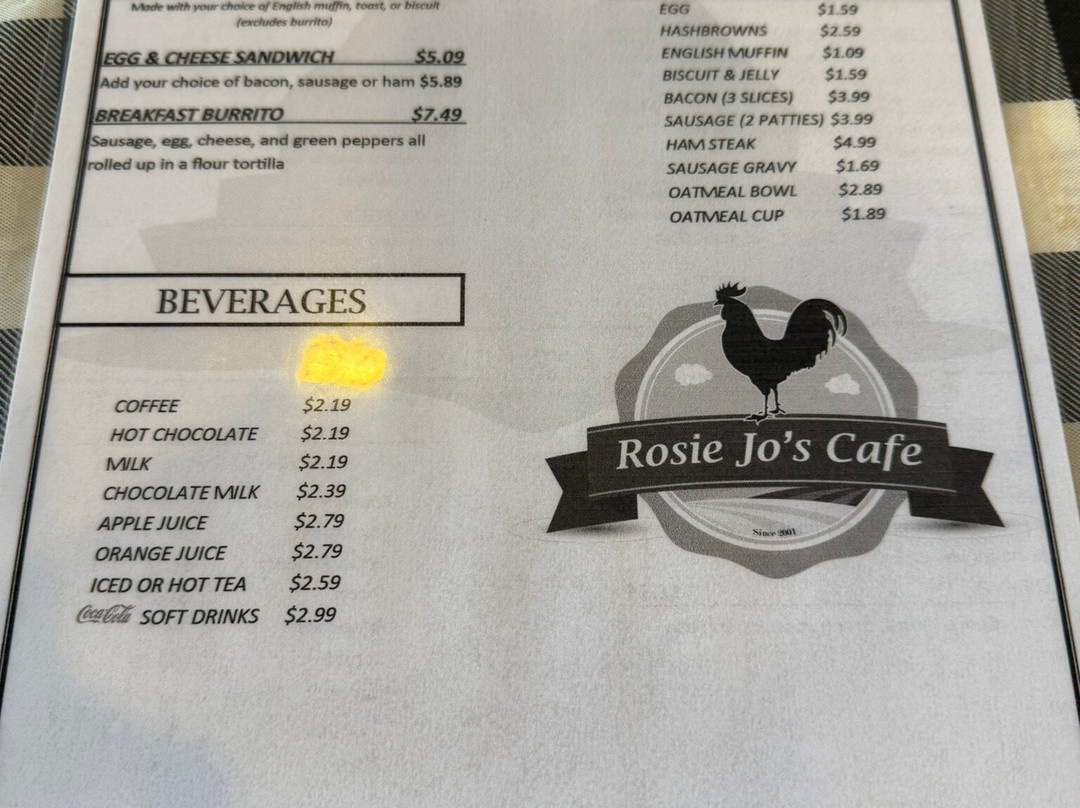 Made with your choice of English muffin, toast, or biscuit
(excludes burrito)
EGG & CHEESE SANDWICH $5.09
Add your choice of bacon, sausage or ham $5.89
BREAKFAST BURRITO $7.49
Sausage, egg, cheese, and green peppers all
rolled up in a flour tortilla
EGG $1.59
HASHBROWNS $2.59
ENGLISH MUFFIN $1.09
BISCUIT & JELLY $1.59
BACON (3 SLICES) $3.99
SAUSAGE (2 PATTIES) $3.99
HAM STEAK $4.99
SAUSAGE GRAVY $1.69
OATMEAL BOWL $2.89
OATMEAL CUP $1.89
BEVERAGES
COFFEE $2.19
HOT CHOCOLATE $2.19
MILK $2.19
CHOCOLATE MILK $2.39
APPLE JUICE $2.79
ORANGE JUICE $2.79
ICED OR HOT TEA $2.59
Coca-Cola SOFT DRINKS $2.99
Rosie Jo's Cafe
Since 2001